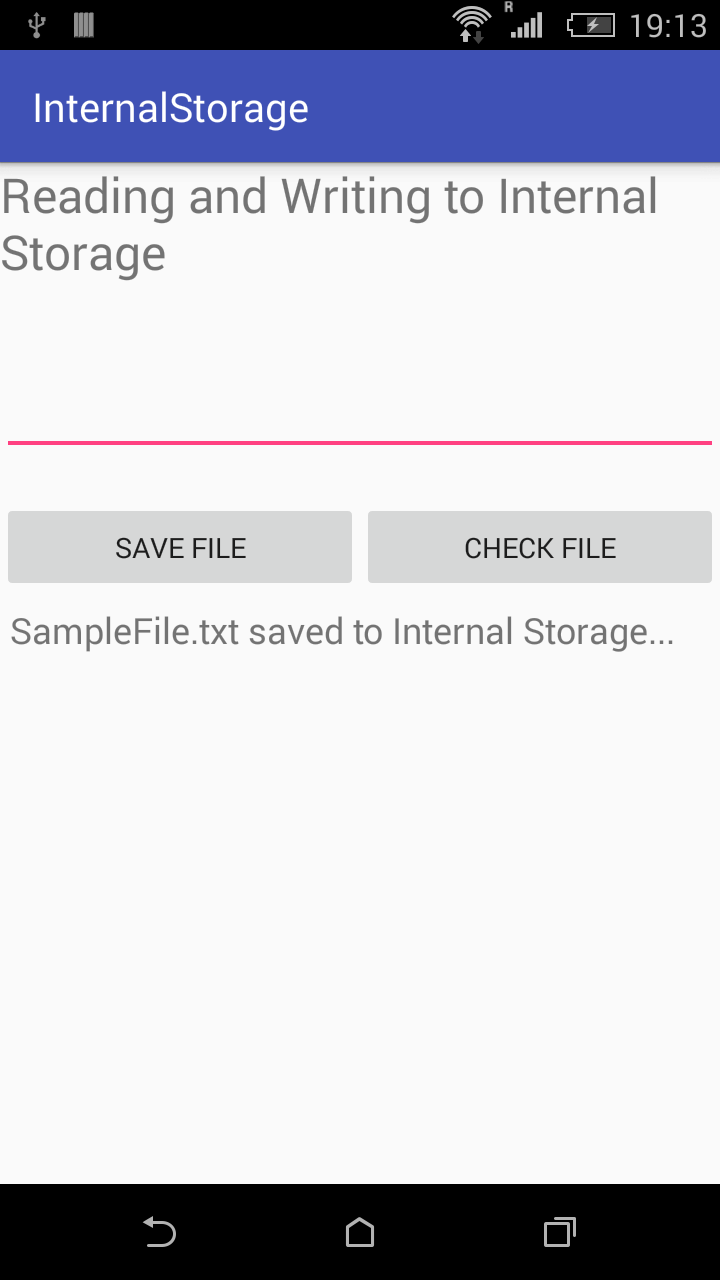 R
19:13
InternalStorage
Reading and Writing to Internal
Storage
SAVE FILE
CHECK FILE
SampleFile.txt saved to Internal Storage...